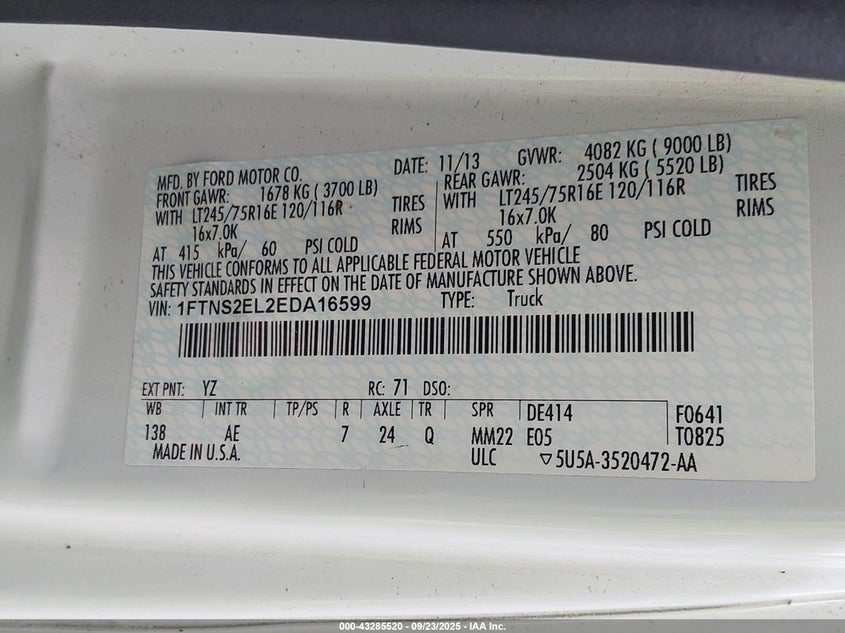 MFD. BY FORD MOTOR CO. DATE: 11/13 GVWR: 4082 KG ( 9000 LB)
FRONT GAWR: 1678 KG ( 3700 LB) REAR GAWR: 2504 KG ( 5520 LB)
WITH LT245/75R16E 120/116R TIRES WITH LT245/75R16E 120/116R TIRES
16x7.0K RIMS 16x7.0K RIMS
AT 415 kPa/ 60 PSI COLD AT 550 kPa/ 80 PSI COLD
THIS VEHICLE CONFORMS TO ALL APPLICABLE FEDERAL MOTOR VEHICLE
SAFETY STANDARDS IN EFFECT ON THE DATE OF MANUFACTURE SHOWN ABOVE.
VIN: 1FTNS2EL2EDA16599 TYPE: Truck
EXT PNT: YZ RC: 71 DSO:
WB INT TR TP/PS R AXLE TR SPR DE414 F0641
138 AE 7 24 Q MM22 E05 T0825
MADE IN U.S.A. ULC ▽5U5A-3520472-AA
000-43285520 - 09/23/2025 - IAA Inc.